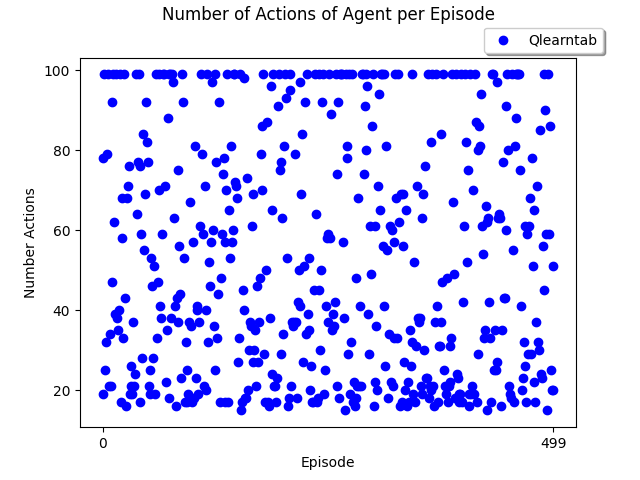 Number of Actions of Agent per Episode
Qlearntab
Number Actions
100
80
60
40
20
0
499
Episode